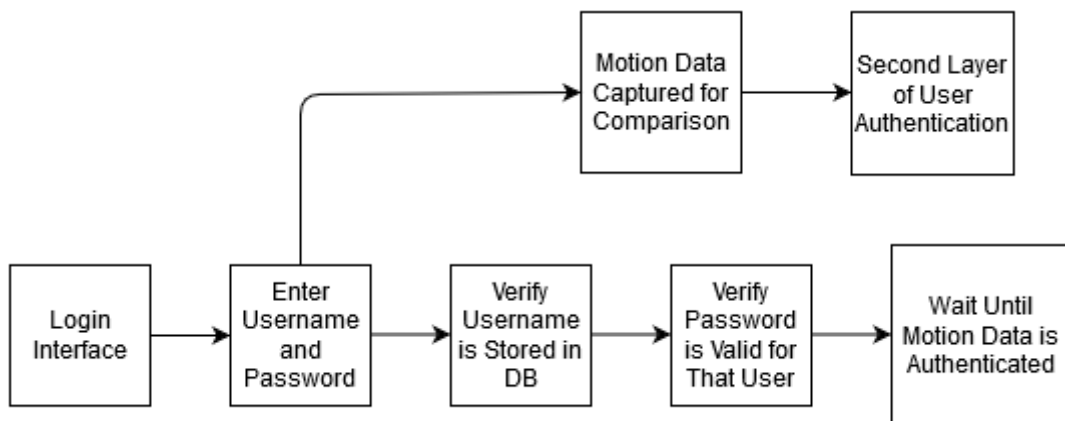 Motion Data
Captured for
Comparison
Second Layer
of User
Authentication
Login
Interface
Enter
Username
and
Password
Verify
Username
is Stored in
DB
Verify
Password
is Valid for
That User
Wait Until
Motion Data is
Authenticated